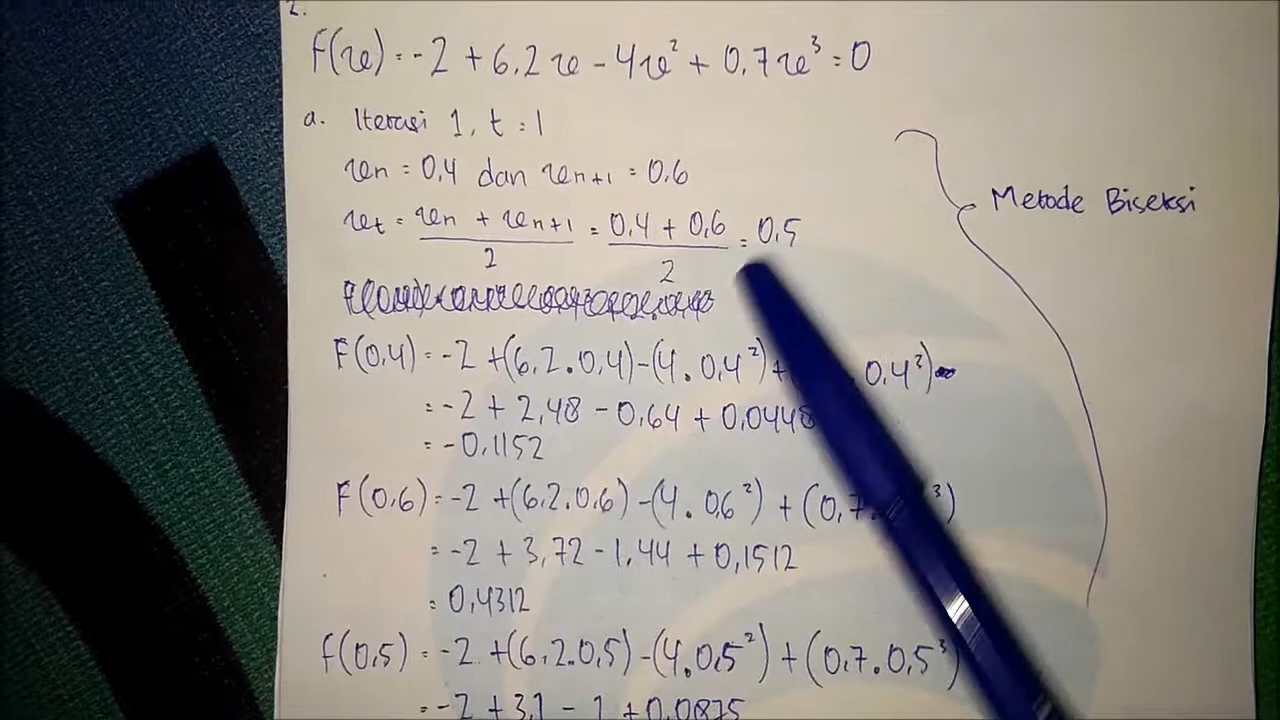 2.
F(x) = -2 + 6.2x - 4x² + 0.7x³ = 0
a. Iterasi 1, t = 1
xn = 0.4 dan xn+1 = 0.6
xt = xn + xn+1 / 2 = 0.4 + 0.6 / 2 = 0.5
Metode Biseksi
F(0.4) = -2 + (6.2 . 0.4) - (4 . 0.4²) + 0.4²)
= -2 + 2,48 - 0,64 + 0,0448
= -0,1152
F(0.6) = -2 + (6.2 . 0.6) - (4 . 0.6²) + (0.7 ³)
= -2 + 3,72 - 1,44 + 0,1512
= 0,4312
f(0.5) = -2 + (6.2 . 0.5) - (4 . 0.5²) + (0.7 . 0.5³)
= -2 + 3,1 - 1 + 0,0875